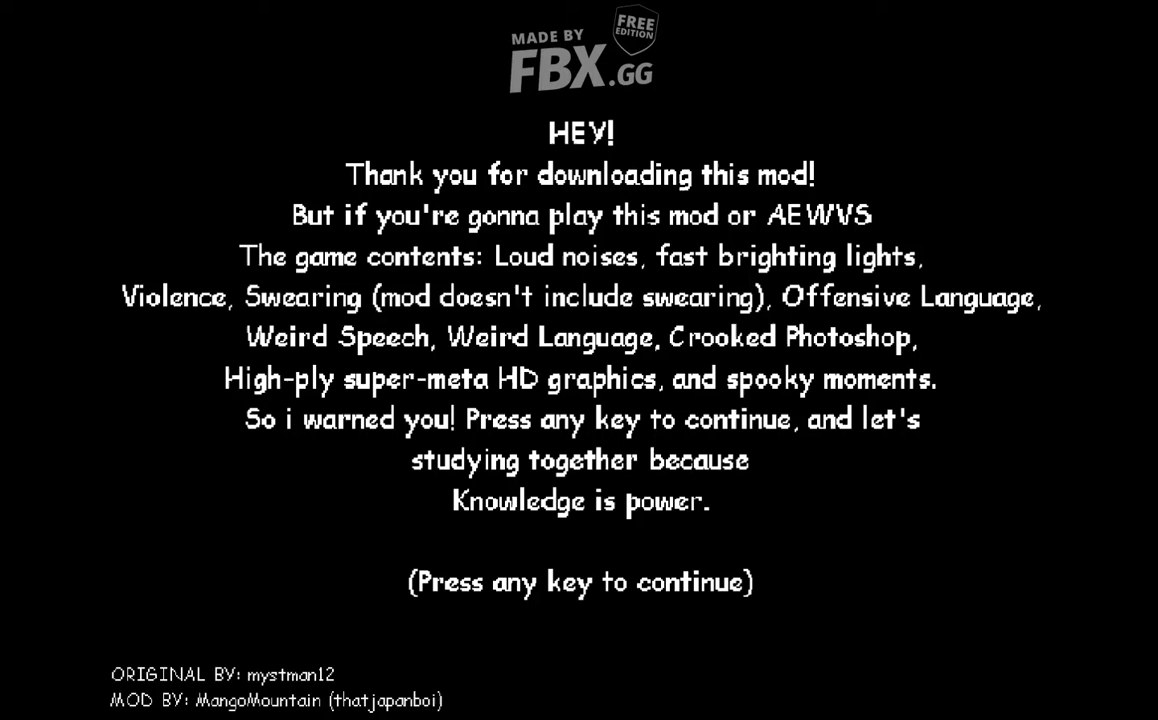 MADE BY
FREE
EDITION
FBX.GG
HEY!
Thank you for downloading this mod!
But if you're gonna play this mod or AEWVS
The game contents: Loud noises, fast brighting lights,
Violence, Swearing (mod doesn't include swearing), Offensive Language,
Weird Speech, Weird Language, Crooked Photoshop,
High-ply super-meta HD graphics, and spooky moments.
So i warned you! Press any key to continue, and let's
studying together because
Knowledge is power.
(Press any key to continue)
ORIGINAL BY: mystman12
MOD BY: MangoMountain (thatjapanboi)